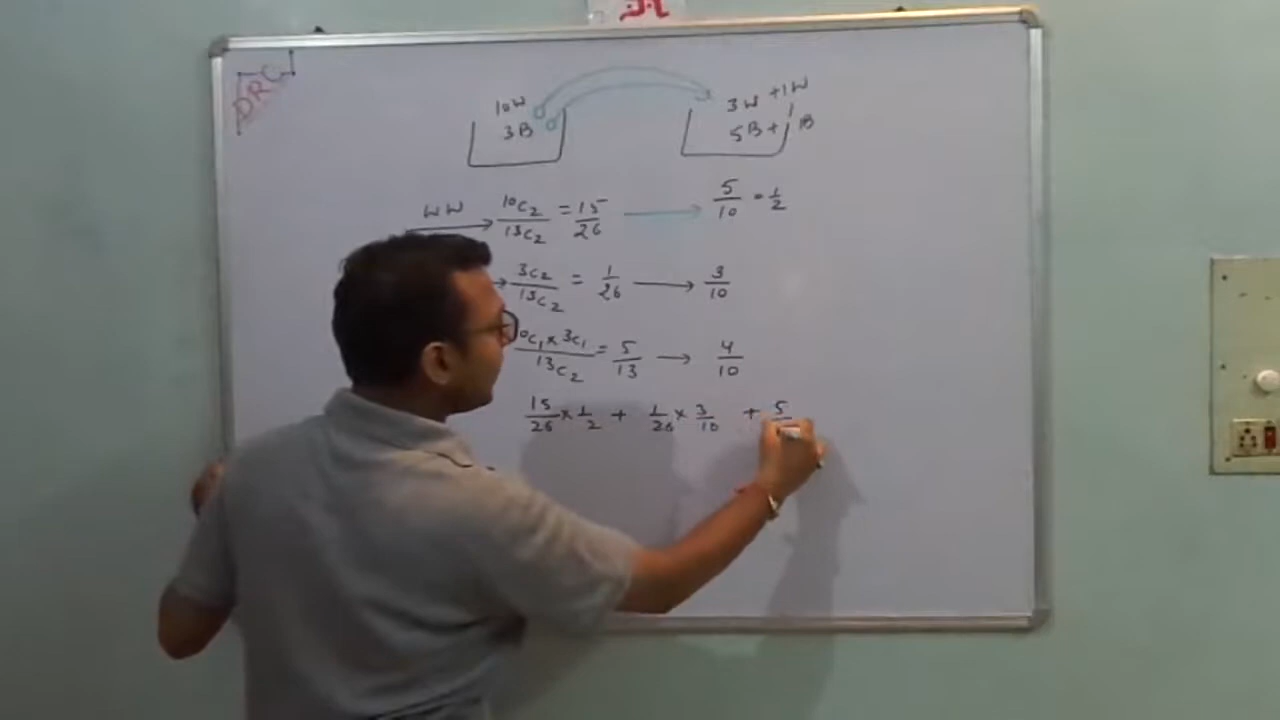 DRC
10W
3B
3W +1W
5B + 1B
WW
10C2 / 13C2 = 15/26 → 5/10 = 1/2
3C2 / 13C2 = 1/26 → 3/10
10C1 × 3C1 / 13C2 = 5/13 → 4/10
15/26 × 1/2 + 1/26 × 3/10 + 5